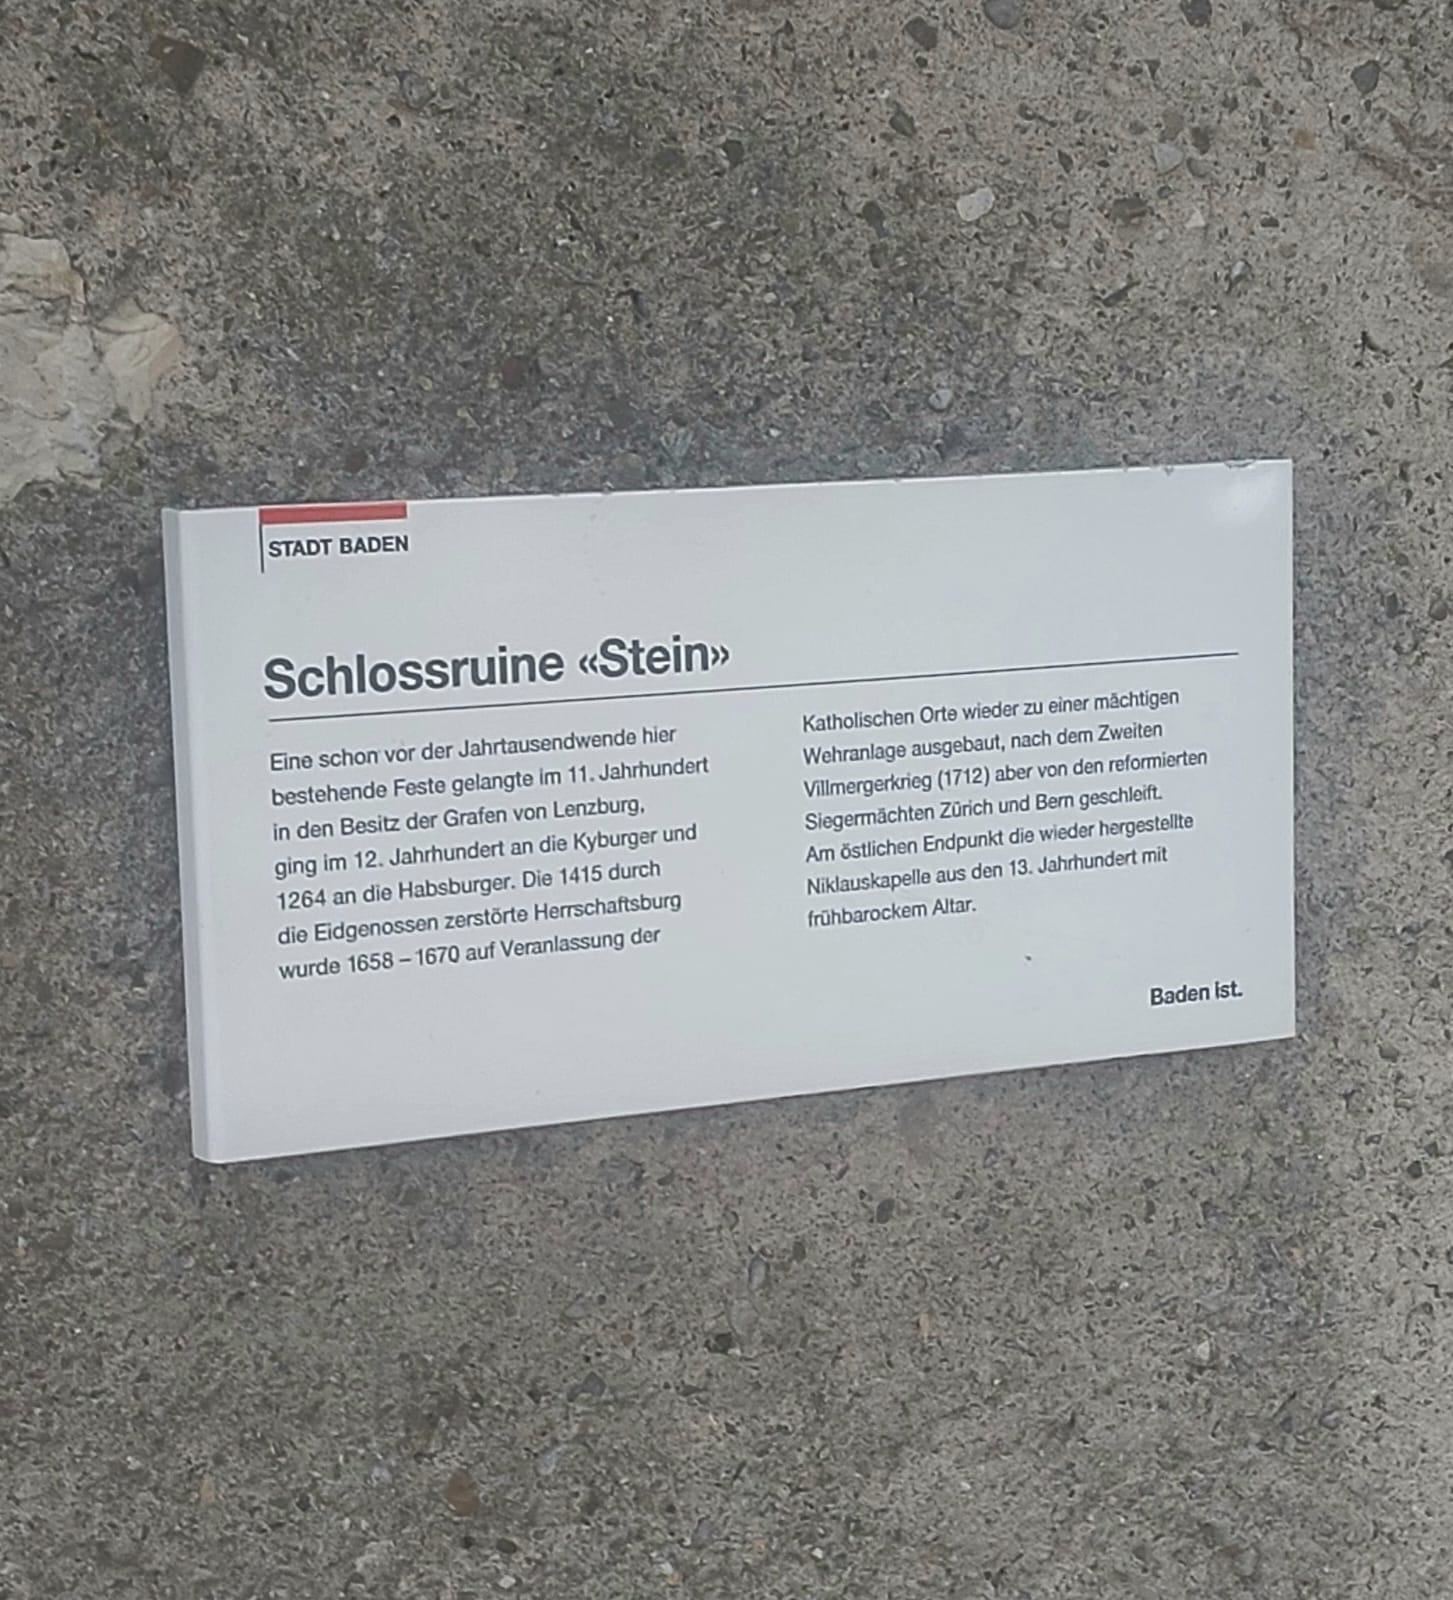 STADT BADEN
Schlossruine «Stein»
Eine schon vor der Jahrtausendwende hier
bestehende Feste gelangte im 11. Jahrhundert
in den Besitz der Grafen von Lenzburg,
ging im 12. Jahrhundert an die Kyburger und
1264 an die Habsburger. Die 1415 durch
die Eidgenossen zerstörte Herrschaftsburg
wurde 1658 – 1670 auf Veranlassung der
Katholischen Orte wieder zu einer mächtigen
Wehranlage ausgebaut, nach dem Zweiten
Villmergerkrieg (1712) aber von den reformierten
Siegermächten Zürich und Bern geschleift.
Am östlichen Endpunkt die wieder hergestellte
Niklauskapelle aus den 13. Jahrhundert mit
frühbarockem Altar.
Baden ist.